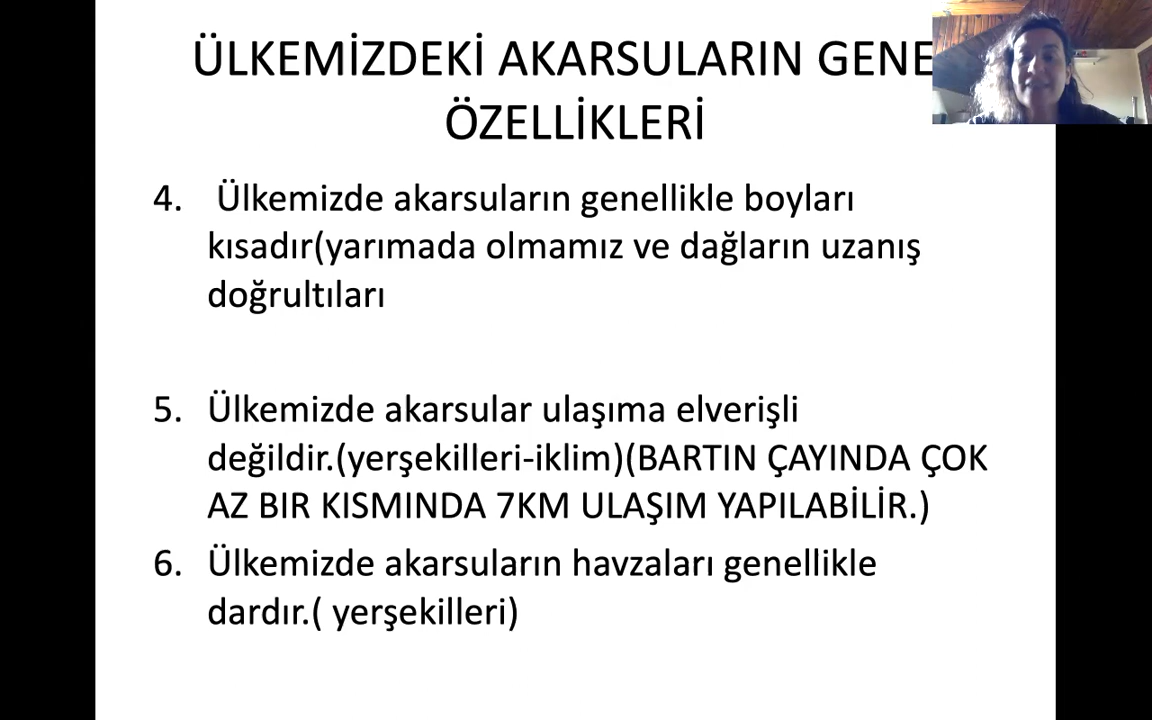 ÜLKEMİZDEKİ AKARSULARIN GENE
ÖZELLİKLERİ
4. Ülkemizde akarsuların genellikle boyları
kısadır(yarımada olmamız ve dağların uzanış
doğrultıları
5. Ülkemizde akarsular ulaşıma elverişli
değildir.(yerşekilleri-iklim)(BARTIN ÇAYINDA ÇOK
AZ BIR KISMINDA 7KM ULAŞIM YAPILABİLİR.)
6. Ülkemizde akarsuların havzaları genellikle
dardır.( yerşekilleri)